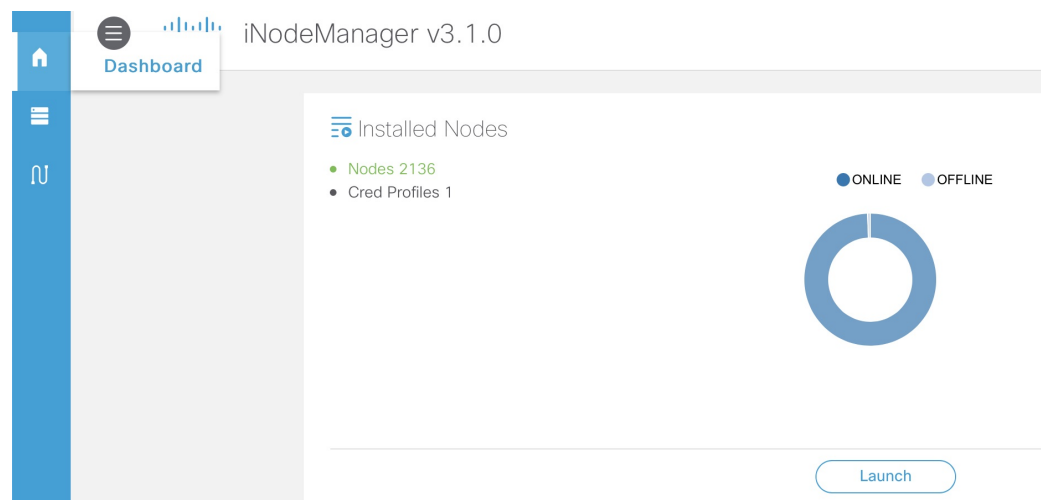 iNodeManager v3.1.0
Dashboard
Installed Nodes
Nodes 2136
Cred Profiles 1
ONLINE OFFLINE
Launch